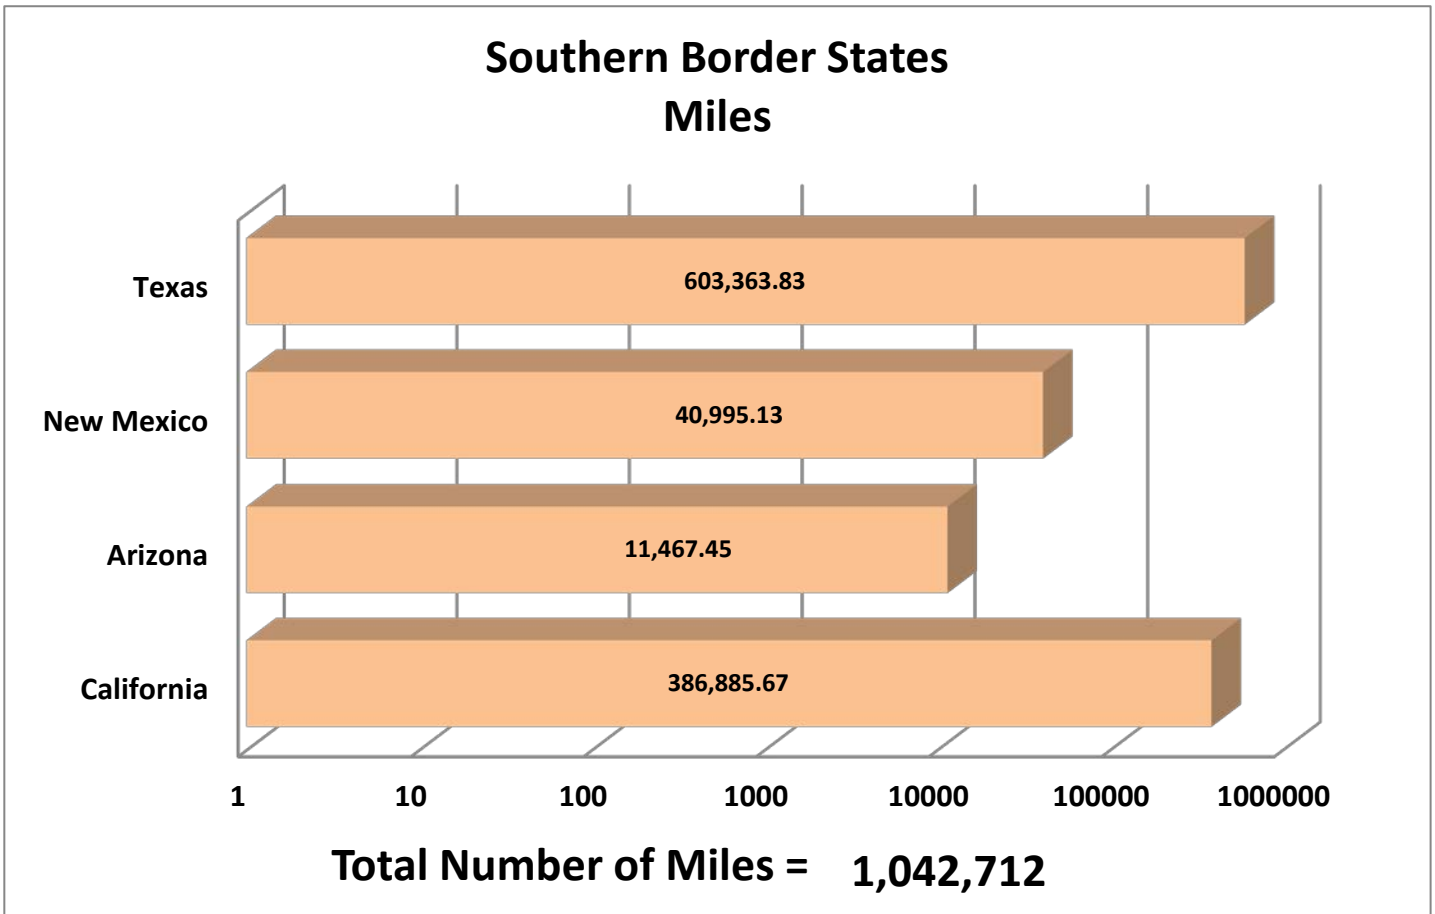 Southern Border States
Miles
Texas
603,363.83
New Mexico
40,995.13
Arizona
11,467.45
California
386,885.67
1 10 100 1000 10000 100000 1000000
Total Number of Miles = 1,042,712